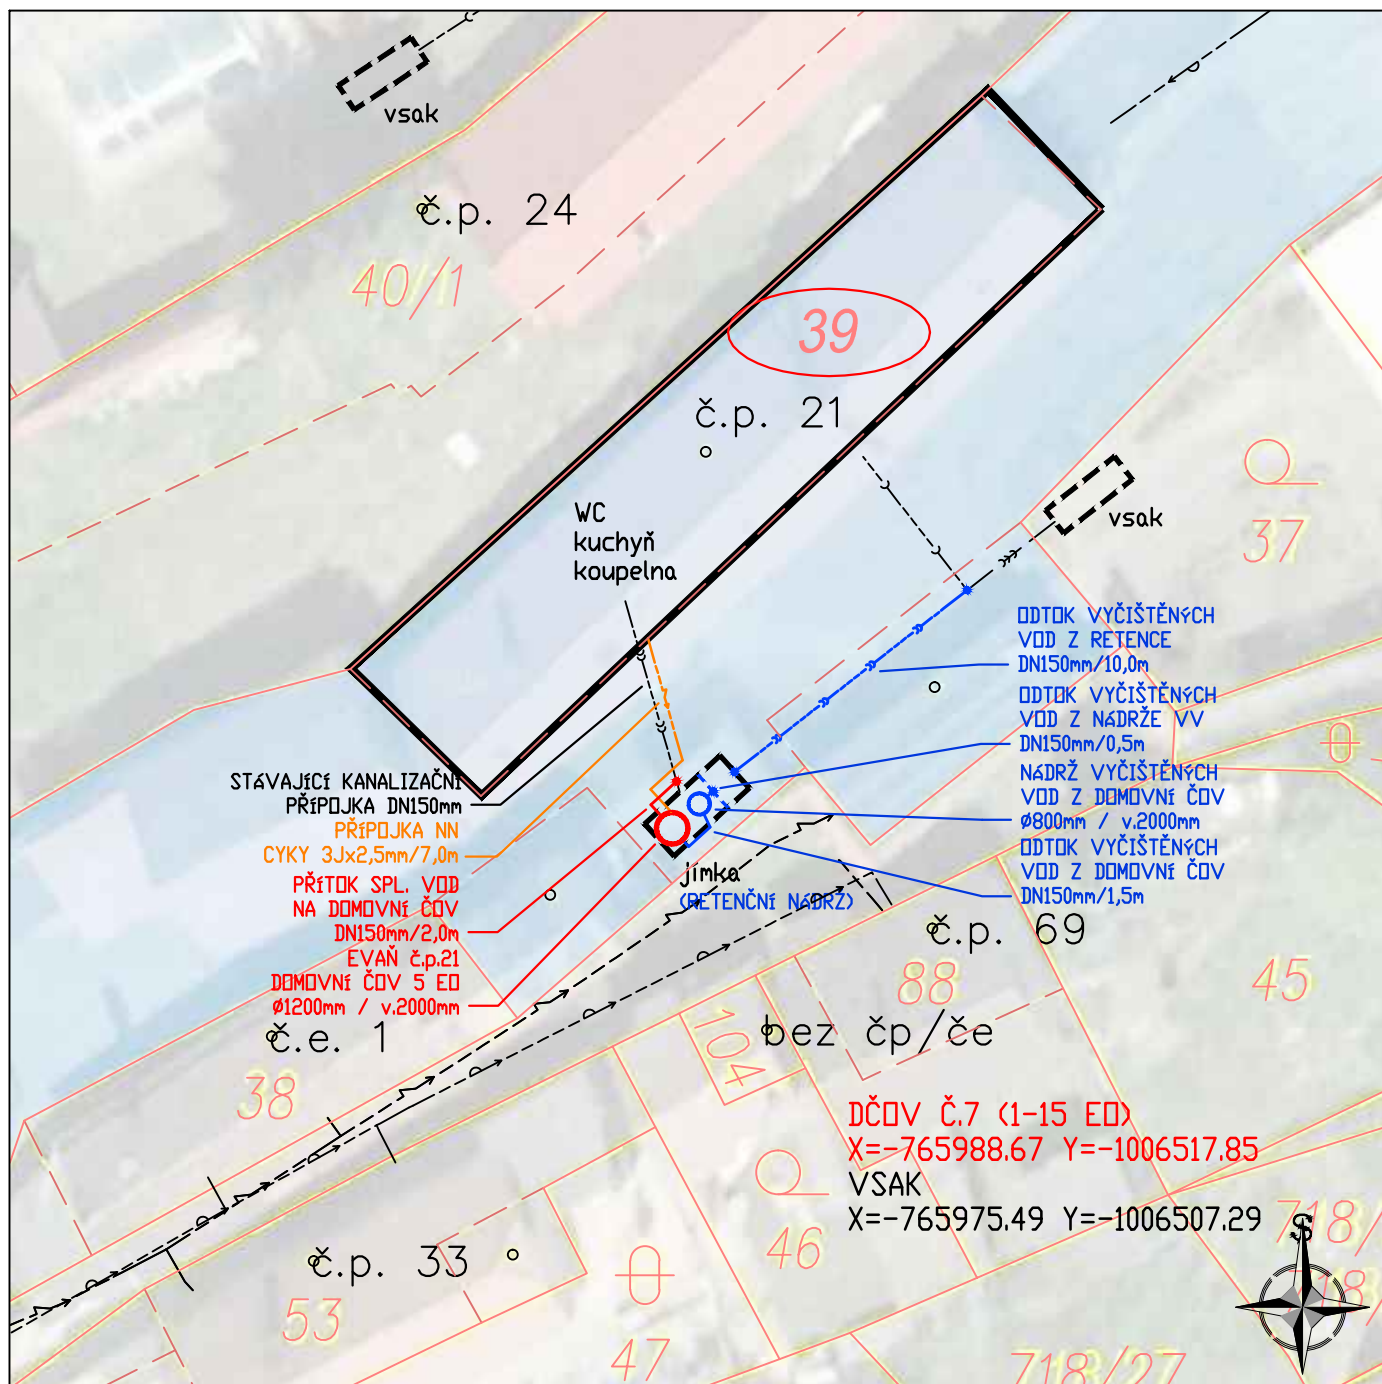 vsak
č.p. 24
40/1
39
č.p. 21
WC
kuchyň
koupelna
vsak
37
ODTOK VYČIŠTĚNÝCH
VOD Z RETENCE
DN150mm/10,0m
ODTOK VYČIŠTĚNÝCH
VOD Z NÁDRŽE VV
DN150mm/0,5m
NÁDRŽ VYČIŠTĚNÝCH
VOD Z DOMOVNÍ ČOV
Ø800mm / v.2000mm
ODTOK VYČIŠTĚNÝCH
VOD Z DOMOVNÍ ČOV
DN150mm/1,5m
STÁVAJÍCÍ KANALIZAČNÍ
PŘÍPOJKA DN150mm
PŘÍPOJKA NN
CYKY 3Jx2,5mm/7,0m
PŘÍTOK SPL. VOD
NA DOMOVNÍ ČOV
DN150mm/2,0m
EVAŇ č.p.21
DOMOVNÍ ČOV 5 EO
Ø1200mm / v.2000mm
jímka
(RETENČNÍ NÁDRŽ)
č.p. 69
88
45
č.e. 1
38
104
bez čp/če
DČOV Č.7 (1-15 EO)
X=-765988.67 Y=-1006517.85
VSAK
X=-765975.49 Y=-1006507.29
46
č.p. 33
53
47
718/27
718/
718/
S